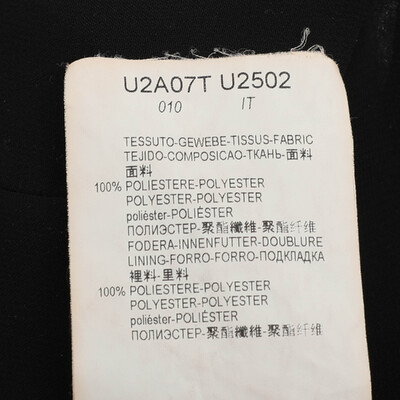 U2A07T U2502
010 IT
TESSUTO-GEWEBE-TISSUS-FABRIC
TEJIDO-COMPOSICAO-ТКАНЬ-面料
面料
100% POLIESTERE-POLYESTER
POLYESTER-POLYESTER
poliéster-POLIÉSTER
ПОЛИЭСТЕР-聚酯纖維-聚酯纤维
FODERA-INNENFUTTER-DOUBLURE
LINING-FORRO-FORRO-ПОДКЛАДКА
裡料-里料
100% POLIESTERE-POLYESTER
POLYESTER-POLYESTER
poliéster-POLIÉSTER
ПОЛИЭСТЕР-聚酯纖維-聚酯纤维